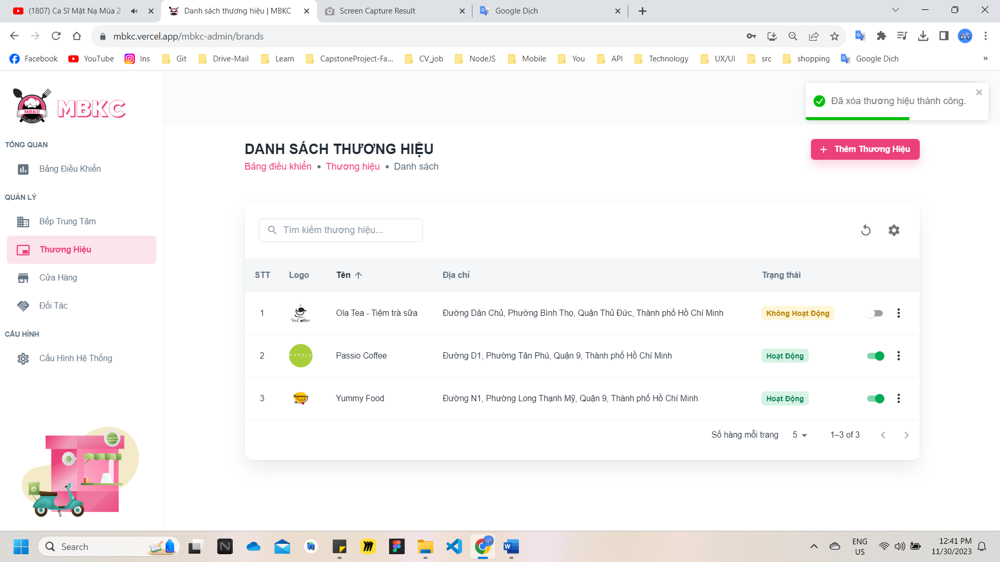 (1807) Ca Sĩ Mặt Nạ Mùa 2 -
Danh sách thương hiệu | MBKC
Screen Capture Result
Google Dịch
mbkc.vercel.app/mbkc-admin/brands
Facebook
YouTube
Ins
Git
Drive-Mail
Learn
CapstoneProject-Fa...
CV_job
NodeJS
Mobile
You
API
Technology
UX/UI
src
shopping
Google Dịch
»
MBKC
MBKC
Đã xóa thương hiệu thành công.
TỔNG QUAN
Bảng Điều Khiển
QUẢN LÝ
Bếp Trung Tâm
Thương Hiệu
Cửa Hàng
Đối Tác
CẤU HÌNH
Cấu Hình Hệ Thống
DANH SÁCH THƯƠNG HIỆU
Bảng điều khiển • Thương hiệu • Danh sách
+ Thêm Thương Hiệu
Tìm kiếm thương hiệu...
STT Logo Tên Địa chỉ Trạng thái
1 SixCoffee Ola Tea - Tiệm trà sữa Đường Dân Chủ, Phường Bình Thọ, Quận Thủ Đức, Thành phố Hồ Chí Minh Không Hoạt Động
2 PASSIO Passio Coffee Đường D1, Phường Tân Phú, Quận 9, Thành phố Hồ Chí Minh Hoạt Động
3 Yummy FOOD Yummy Food Đường N1, Phường Long Thạnh Mỹ, Quận 9, Thành phố Hồ Chí Minh Hoạt Động
Số hàng mỗi trang 5 1–3 of 3
Search
ENG
US
12:41 PM
11/30/2023